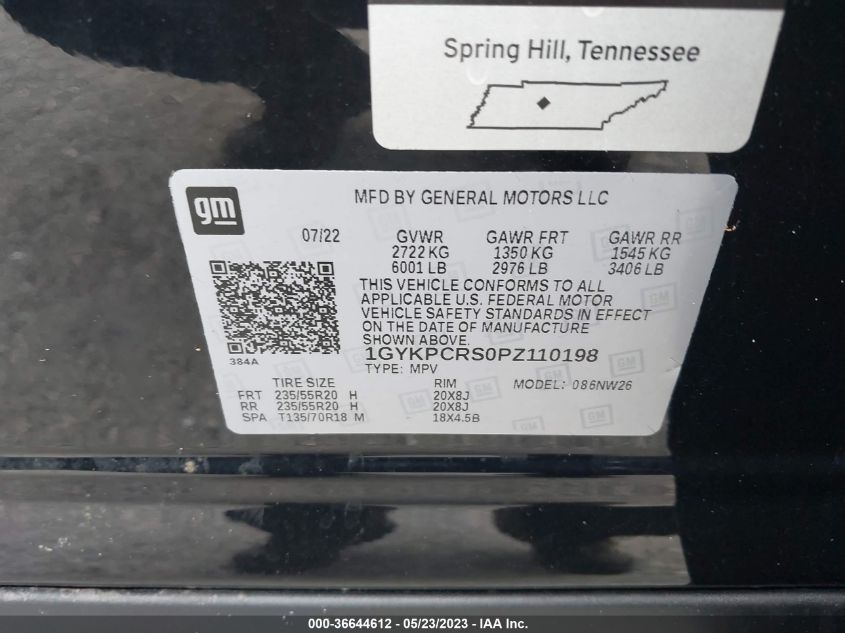 Spring Hill, Tennessee
gm
MFD BY GENERAL MOTORS LLC
07/22 GVWR GAWR FRT GAWR RR
2722 KG 1350 KG 1545 KG
6001 LB 2976 LB 3406 LB
THIS VEHICLE CONFORMS TO ALL
APPLICABLE U.S. FEDERAL MOTOR
VEHICLE SAFETY STANDARDS IN EFFECT
ON THE DATE OF MANUFACTURE
SHOWN ABOVE.
384A
1GYKPCRS0PZ110198
TYPE: MPV
TIRE SIZE RIM MODEL: 086NW26
FRT 235/55R20 H 20X8J
RR 235/55R20 H 20X8J
SPA T135/70R18 M 18X4.5B
000-36644612 - 05/23/2023 - IAA Inc.